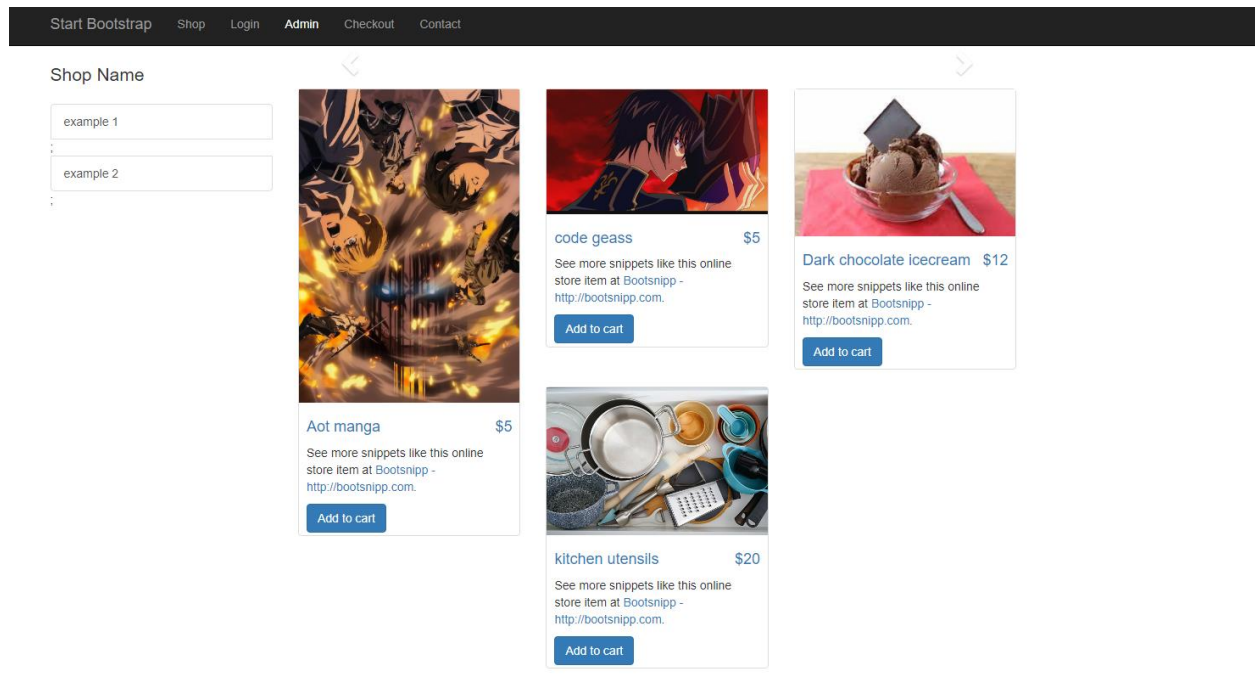 Start Bootstrap Shop Login Admin Checkout Contact
Shop Name
example 1
;
example 2
;
Aot manga $5
See more snippets like this online
store item at Bootsnipp -
http://bootsnipp.com.
Add to cart
code geass $5
See more snippets like this online
store item at Bootsnipp -
http://bootsnipp.com.
Add to cart
Dark chocolate icecream $12
See more snippets like this online
store item at Bootsnipp -
http://bootsnipp.com.
Add to cart
kitchen utensils $20
See more snippets like this online
store item at Bootsnipp -
http://bootsnipp.com.
Add to cart